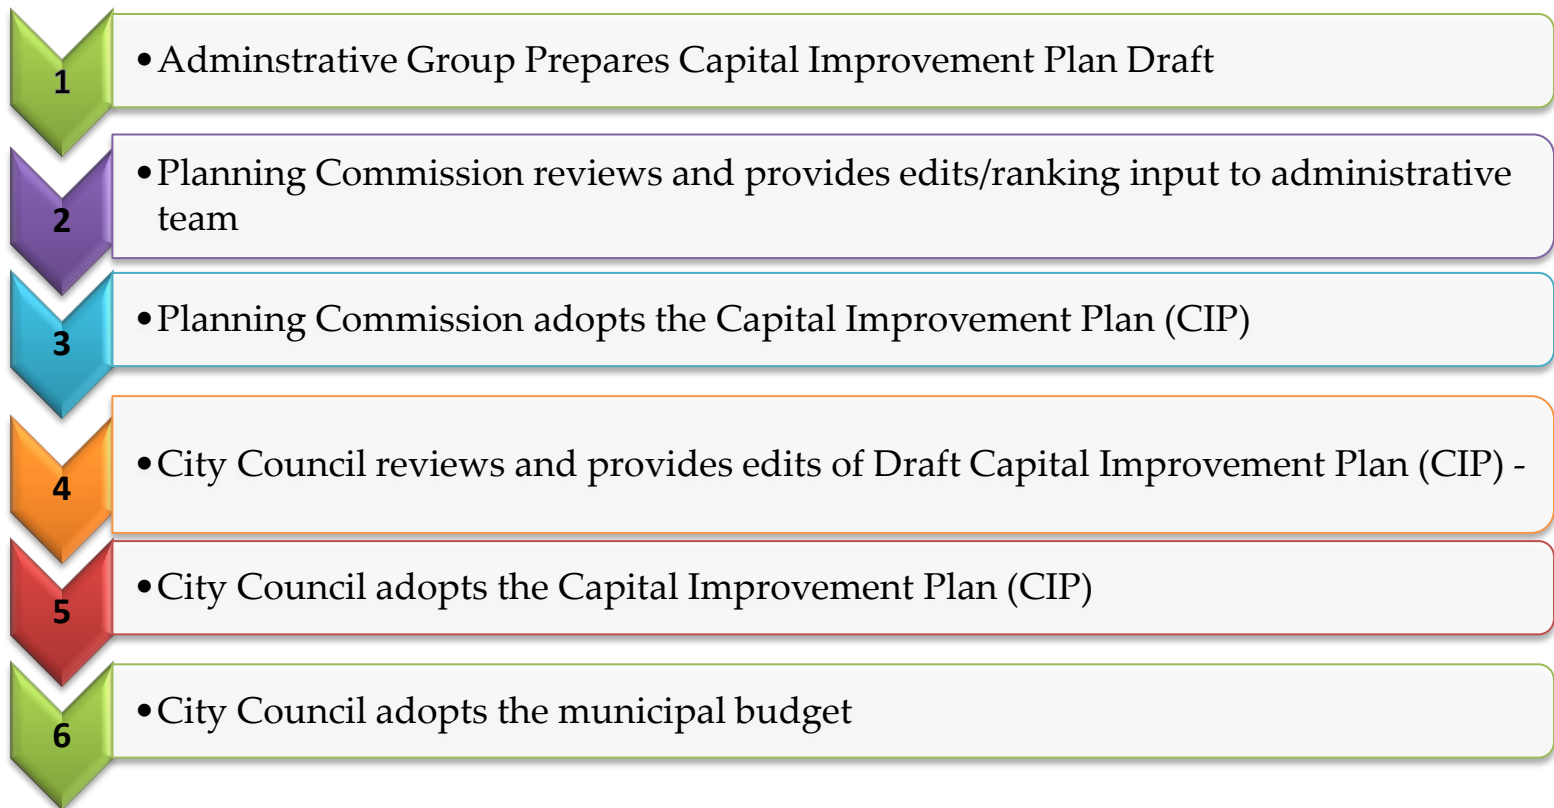 1
•Adminstrative Group Prepares Capital Improvement Plan Draft
2
•Planning Commission reviews and provides edits/ranking input to administrative
team
3
•Planning Commission adopts the Capital Improvement Plan (CIP)
4
•City Council reviews and provides edits of Draft Capital Improvement Plan (CIP) -
5
•City Council adopts the Capital Improvement Plan (CIP)
6
•City Council adopts the municipal budget